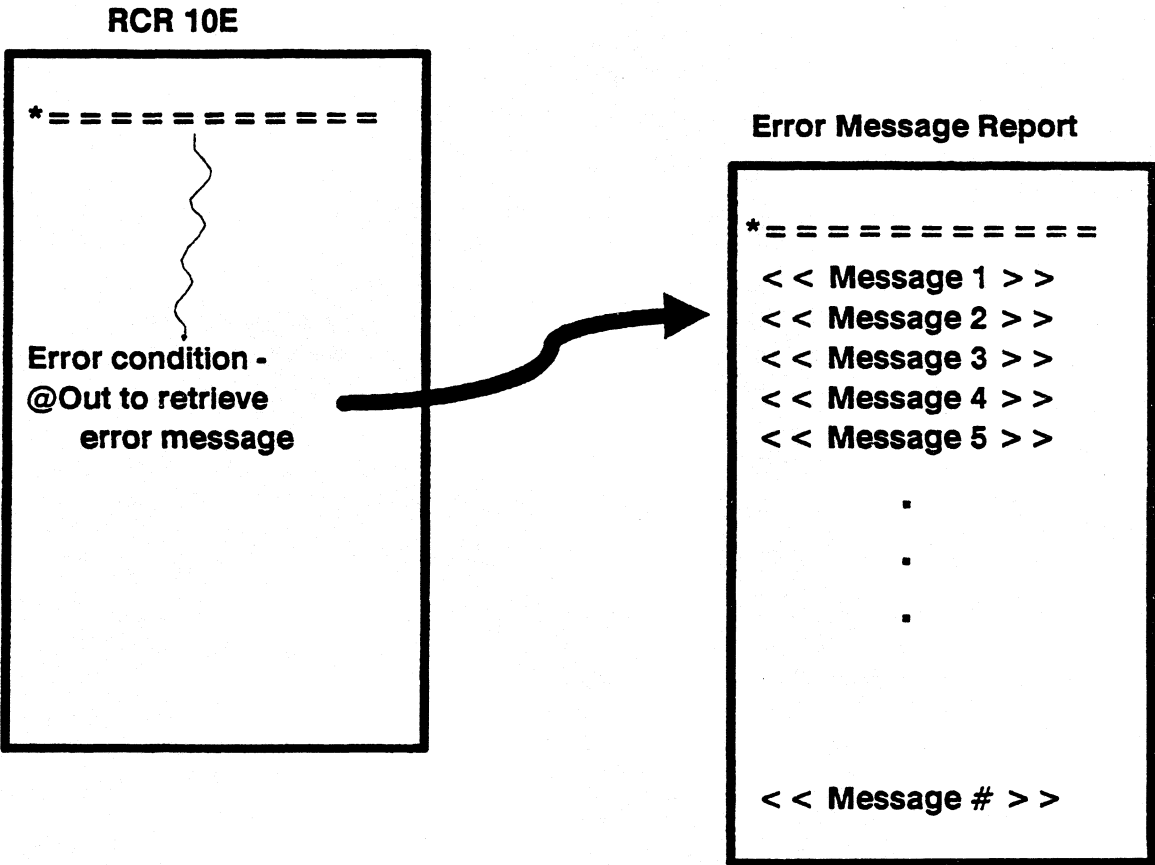 RCR 10E
*= = = = = = = = = = =
Error condition -
@Out to retrieve
error message
Error Message Report
*= = = = = = = = = = =
< < Message 1 > >
< < Message 2 > >
< < Message 3 > >
< < Message 4 > >
< < Message 5 > >
.
.
.
< < Message # > >